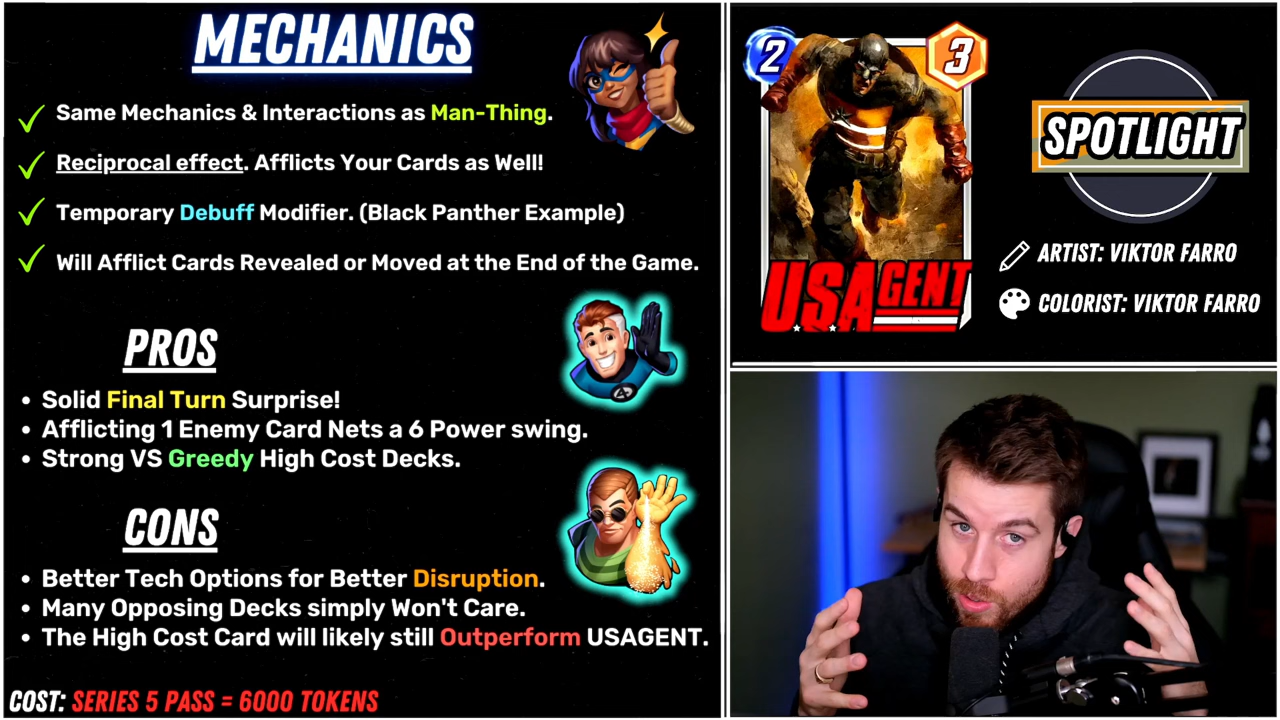 MECHANICS
Same Mechanics & Interactions as Man-Thing.
Reciprocal effect. Afflicts Your Cards as Well!
Temporary Debuff Modifier. (Black Panther Example)
Will Afflict Cards Revealed or Moved at the End of the Game.
PROS
• Solid Final Turn Surprise!
• Afflicting 1 Enemy Card Nets a 6 Power swing.
• Strong VS Greedy High Cost Decks.
CONS
• Better Tech Options for Better Disruption.
• Many Opposing Decks simply Won't Care.
• The High Cost Card will likely still Outperform USAGENT.
COST: SERIES 5 PASS = 6000 TOKENS
2
3
USAGENT
SPOTLIGHT
ARTIST: VIKTOR FARRO
COLORIST: VIKTOR FARRO
4